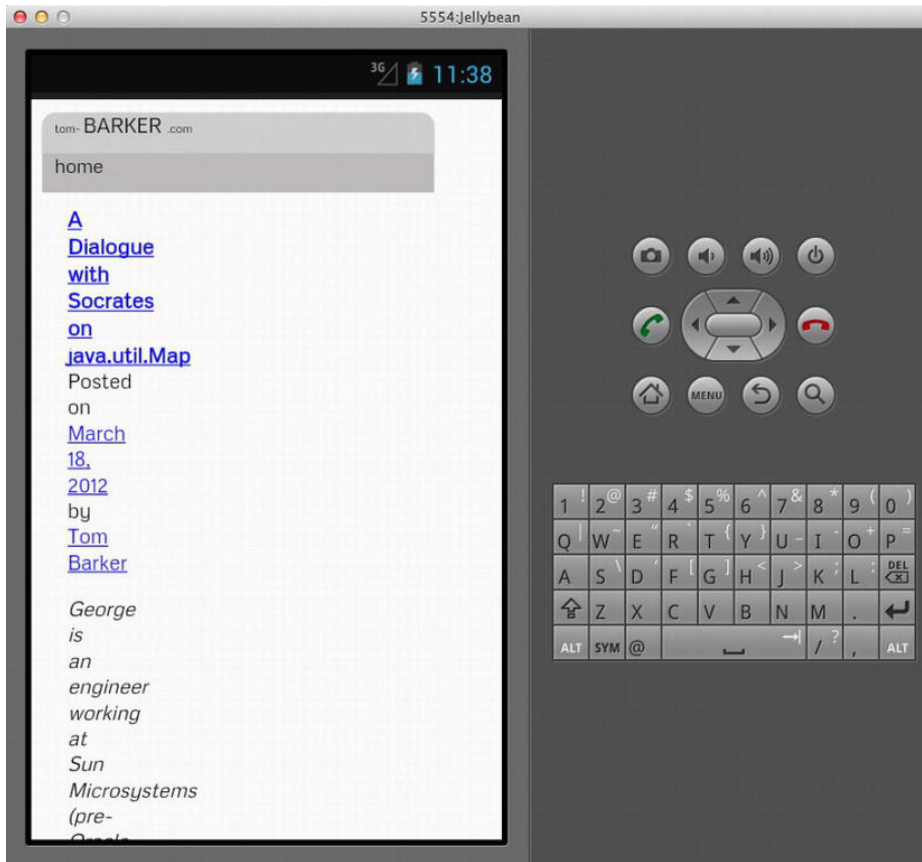 5554:Jellybean
3G 11:38
tom- BARKER .com
home
A
Dialogue
with
Socrates
on
java.util.Map
Posted
on
March
18,
2012
by
Tom
Barker
George
is
an
engineer
working
at
Sun
Microsystems
(pre-
Oracle
MENU
1 ! 2 @ 3 # 4 $ 5 % 6 ^ 7 & 8 * 9 ( 0 )
Q | W ~ E " R ` T { Y } U _ I - O + P =
A S \ D ' F [ G ] H < J > K ; L : DEL
Z X C V B N M .
ALT SYM @ / ? , ALT